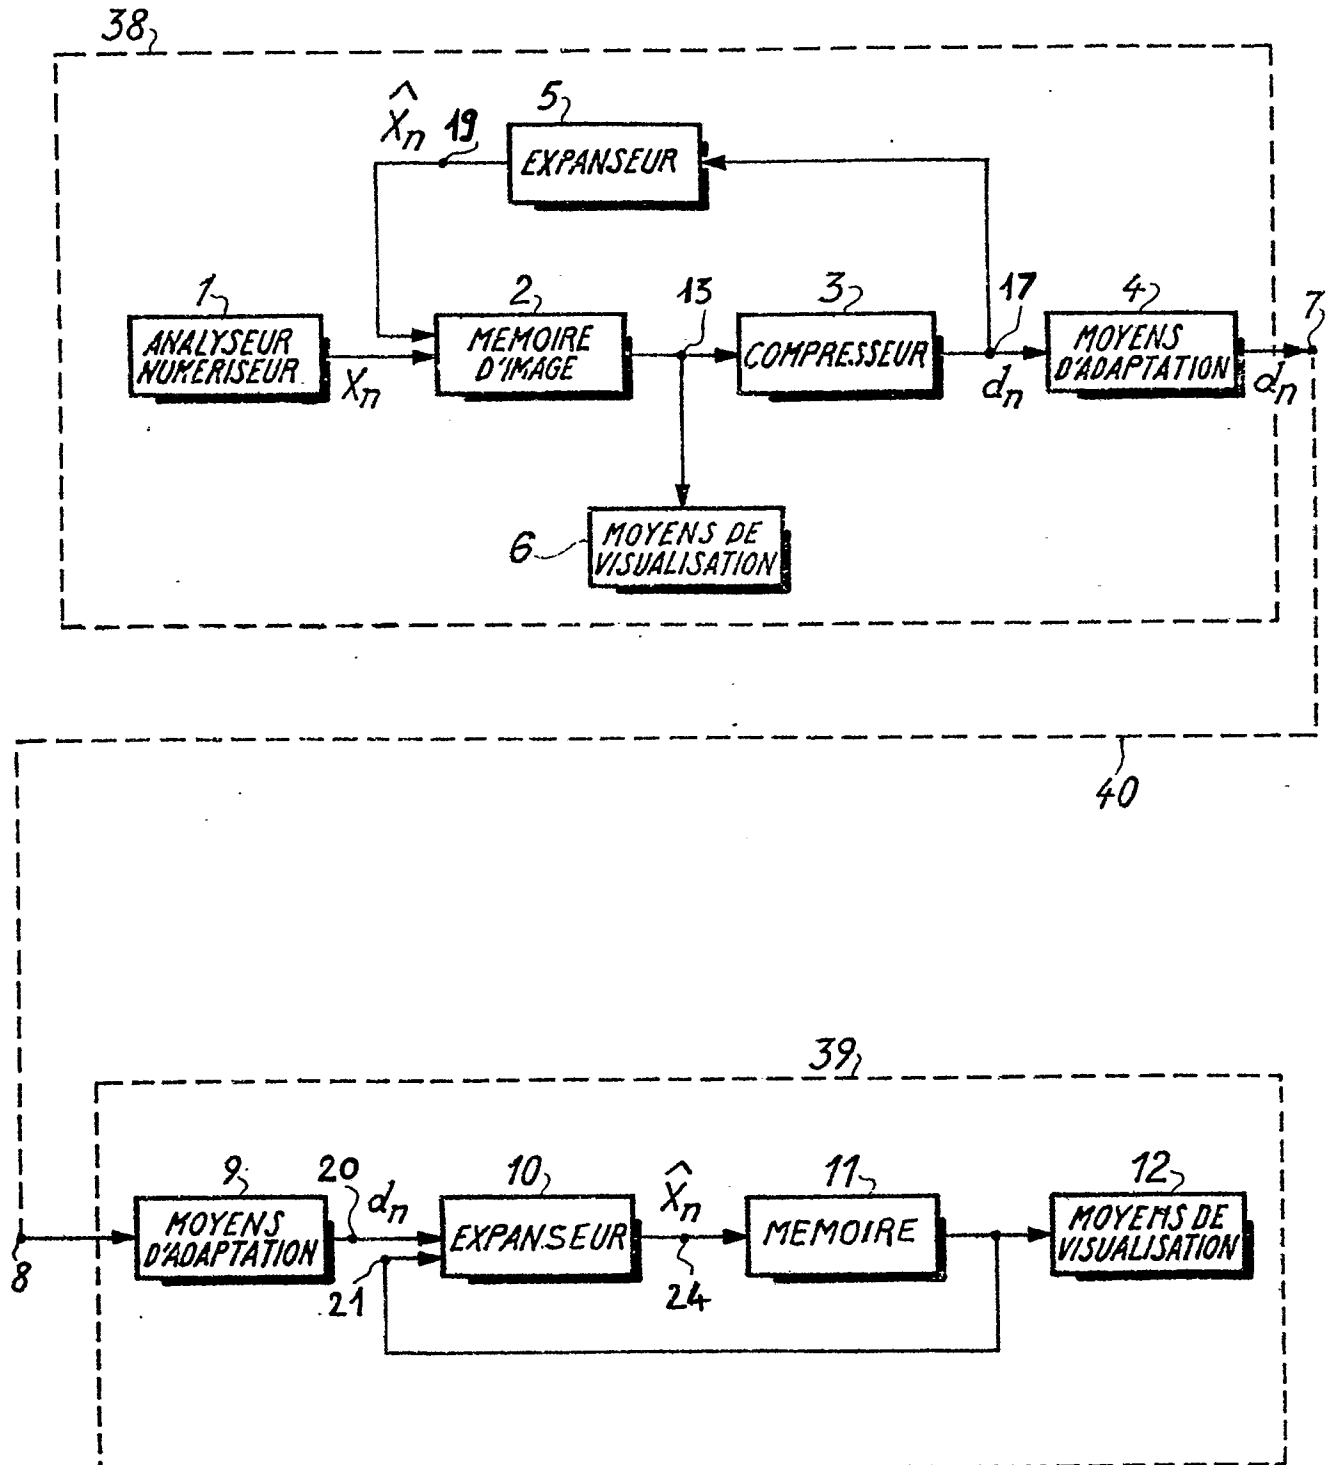 38
X̂n 19
5
EXPANSEUR
1
ANALYSEUR
NUMERISEUR
Xn
2
MEMOIRE
D'IMAGE
13
3
COMPRESSEUR
17
dn
4
MOYENS
D'ADAPTATION
dn
7
6
MOYENS DE
VISUALISATION
40
39
8
9
MOYENS
D'ADAPTATION
20
dn
21
10
EXPANSEUR
X̂n
24
11
MEMOIRE
12
MOYENS DE
VISUALISATION